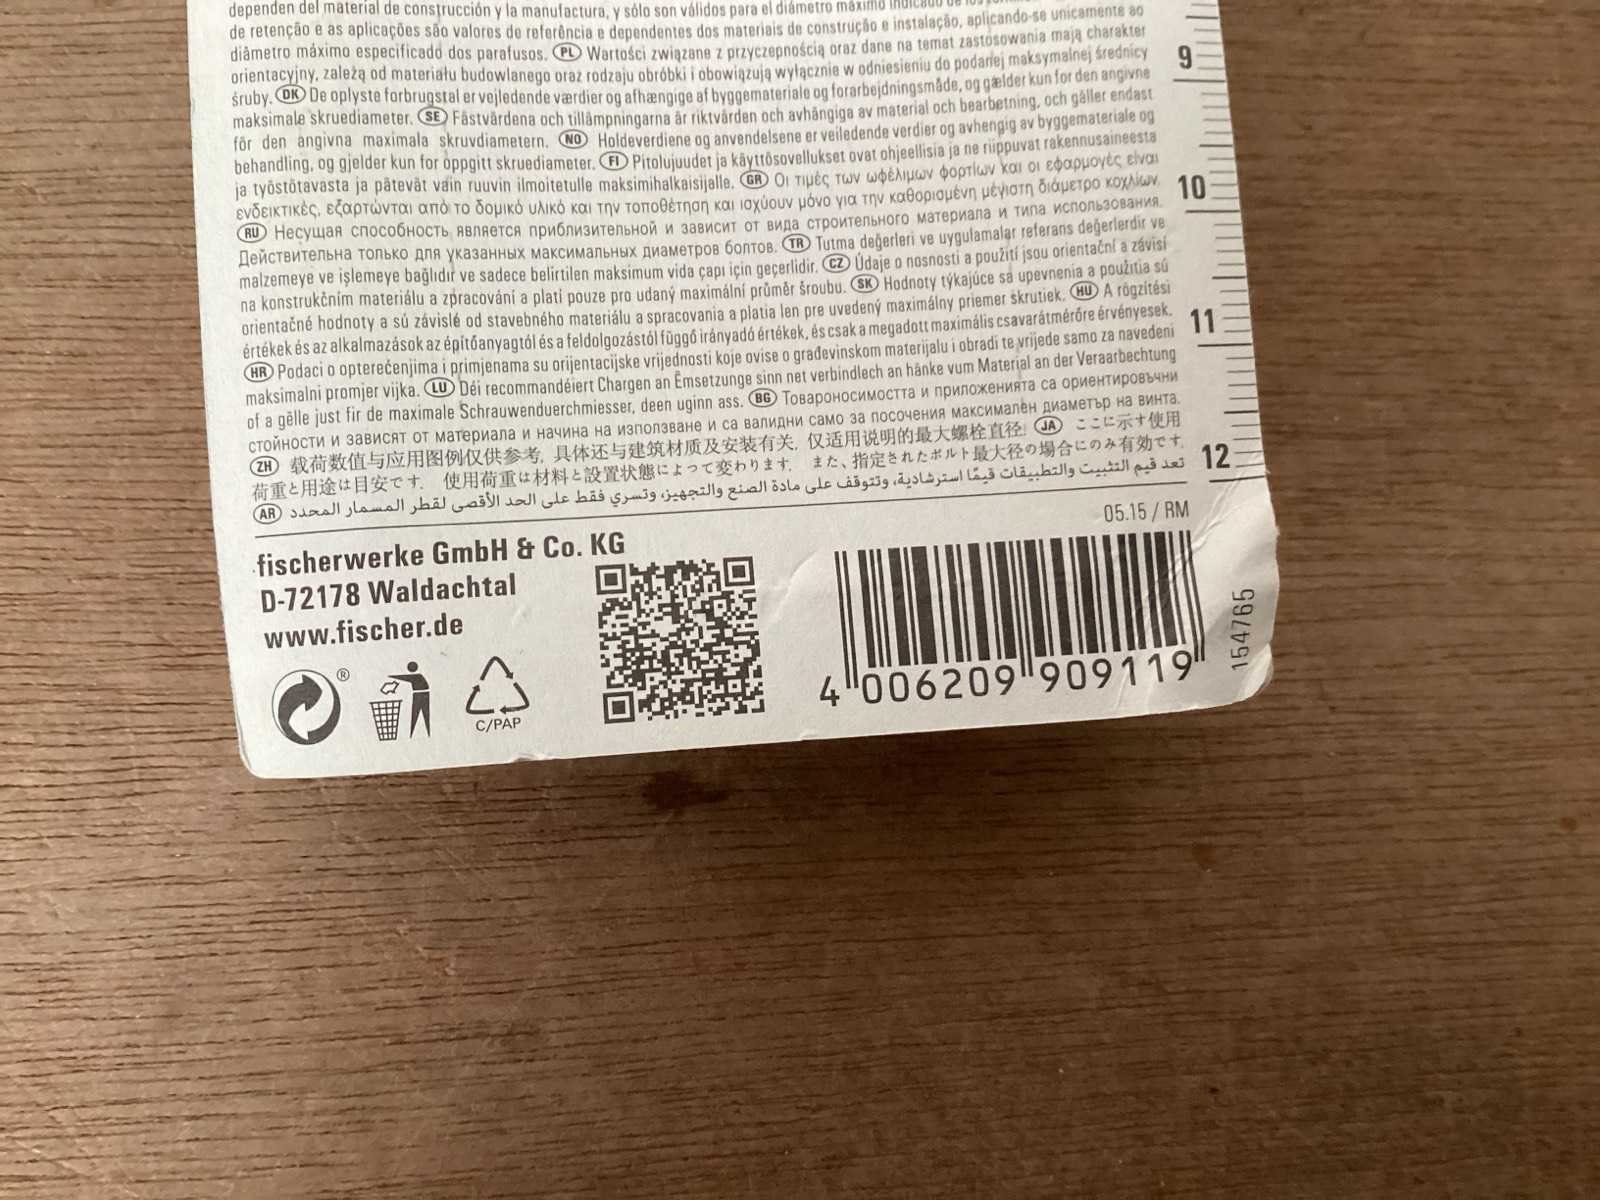 dependen del material de construcción y la manufactura, y sólo son válidos para el diámetro máximo indicado de los
de retenção e as aplicações são valores de referência e dependentes dos materiais de construção e instalação, aplicando-se unicamente ao
diâmetro máximo especificado dos parafusos. PL Wartości związane z przyczepnością oraz dane na temat zastosowania mają charakter
orientacyjny, zależą od materiału budowlanego oraz rodzaju obróbki i obowiązują wyłącznie w odniesieniu do podanej maksymalnej średnicy
śruby. DK De oplyste forbrugstal er vejledende værdier og afhængige af byggemateriale og forarbejdningsmåde, og gælder kun for den angivne
maksimale skruediameter. SE Fästvärdena och tillämpningarna är riktvärden och avhängiga av material och bearbetning, och gäller endast
för den angivna maximala skruvdiametern. NO Holdeverdiene og anvendelsene er veiledende verdier og avhengig av byggemateriale og
behandling, og gjelder kun for oppgitt skruediameter. FI Pitolujuudet ja käyttösovellukset ovat ohjeellisia ja ne riippuvat rakennusaineesta
ja työstötavasta ja pätevät vain ruuvin ilmoitetulle maksimihalkaisijalle. GR Οι τιμές των ωφέλιμων φορτίων και οι εφαρμογές είναι
ενδεικτικές, εξαρτώνται από το δομικό υλικό και την τοποθέτηση και ισχύουν μόνο για την καθορισμένη μέγιστη διάμετρο κοχλίων.
RU Несущая способность является приблизительной и зависит от вида строительного материала и типа использования.
Действительна только для указанных максимальных диаметров болтов. TR Tutma değerleri ve uygulamalar referans değerlerdir ve
malzemeye ve işlemeye bağlıdır ve sadece belirtilen maksimum vida çapı için geçerlidir. CZ Údaje o nosnosti a použití jsou orientační a závisí
na konstrukčním materiálu a zpracování a platí pouze pro udaný maximální průměr šroubu. SK Hodnoty týkajúce sa upevnenia a použitia sú
orientačné hodnoty a sú závislé od stavebného materiálu a spracovania a platia len pre uvedený maximálny priemer skrutiek. HU A rögzítési
értékek és az alkalmazások az építőanyagtól és a feldolgozástól függő irányadó értékek, és csak a megadott maximális csavarátmérőre érvényesek.
HR Podaci o opterećenjima i primjenama su orijentacijske vrijednosti koje ovise o građevinskom materijalu i obradi te vrijede samo za navedeni
maksimalni promjer vijka. LU Déi recommandéiert Chargen an Ëmsetzunge sinn net verbindlech an hänke vum Material an der Veraarbechtung
of a gëlle just fir de maximale Schrauwenduerchmiesser, deen uginn ass. BG Товароносимостта и приложенията са ориентировъчни
стойности и зависят от материала и начина на използване и са валидни само за посочения максимален диаметър на винта.
ZH 载荷数值与应用图例仅供参考, 具体还与建筑材质及安装有关, 仅适用说明的最大螺栓直径! JA ここに示す使用
荷重と用途は目安です. 使用荷重は材料と設置状態によって変わります. また、指定されたボルト最大径の場合にのみ有効です.
AR تعد قيم التثبيت والتطبيقات قيمًا استرشادية، وتتوقف على مادة الصنع والتجهيز، وتسري فقط على الحد الأقصى لقطر المسمار المحدد
9
10
11
12
05.15 / RM
fischerwerke GmbH & Co. KG
D-72178 Waldachtal
www.fischer.de
®
C/PAP
4 006209 909119
154765